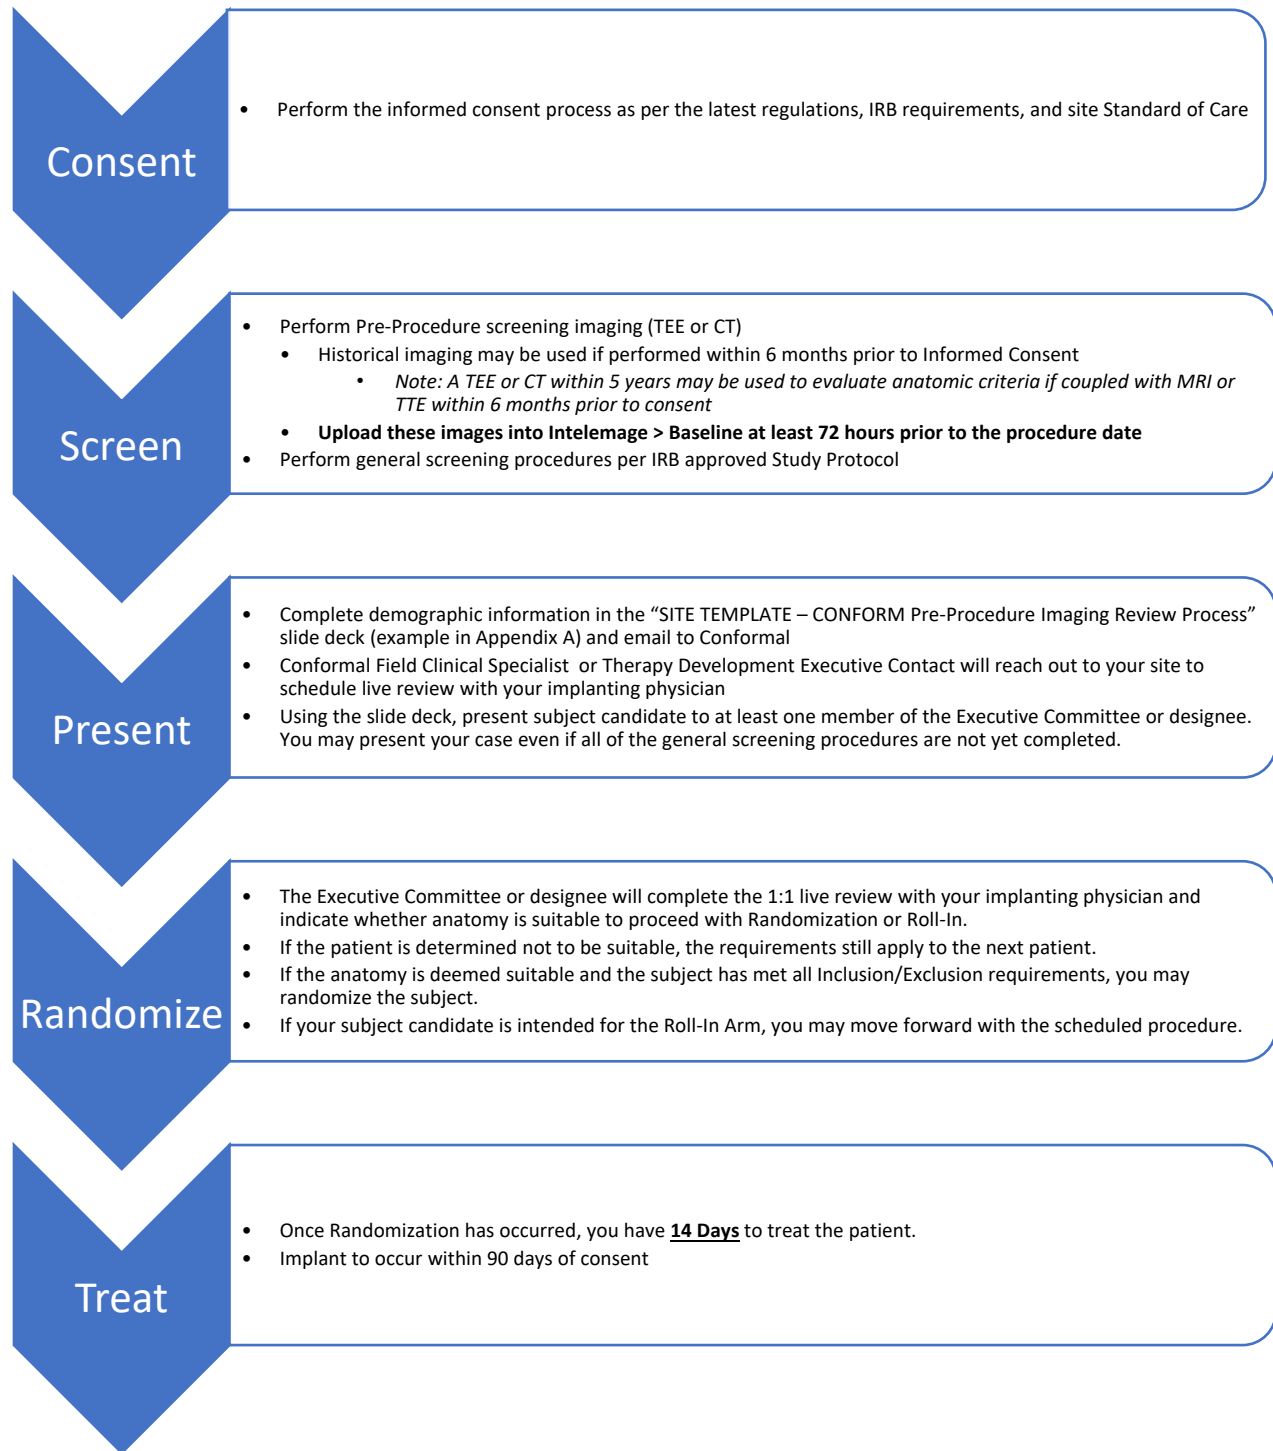 Consent
• Perform the informed consent process as per the latest regulations, IRB requirements, and site Standard of Care
Screen
• Perform Pre-Procedure screening imaging (TEE or CT)
• Historical imaging may be used if performed within 6 months prior to Informed Consent
• Note: A TEE or CT within 5 years may be used to evaluate anatomic criteria if coupled with MRI or
TTE within 6 months prior to consent
• Upload these images into Intelemage > Baseline at least 72 hours prior to the procedure date
• Perform general screening procedures per IRB approved Study Protocol
Present
• Complete demographic information in the “SITE TEMPLATE – CONFORM Pre-Procedure Imaging Review Process”
slide deck (example in Appendix A) and email to Conformal
• Conformal Field Clinical Specialist or Therapy Development Executive Contact will reach out to your site to
schedule live review with your implanting physician
• Using the slide deck, present subject candidate to at least one member of the Executive Committee or designee.
You may present your case even if all of the general screening procedures are not yet completed.
Randomize
• The Executive Committee or designee will complete the 1:1 live review with your implanting physician and
indicate whether anatomy is suitable to proceed with Randomization or Roll-In.
• If the patient is determined not to be suitable, the requirements still apply to the next patient.
• If the anatomy is deemed suitable and the subject has met all Inclusion/Exclusion requirements, you may
randomize the subject.
• If your subject candidate is intended for the Roll-In Arm, you may move forward with the scheduled procedure.
Treat
• Once Randomization has occurred, you have 14 Days to treat the patient.
• Implant to occur within 90 days of consent